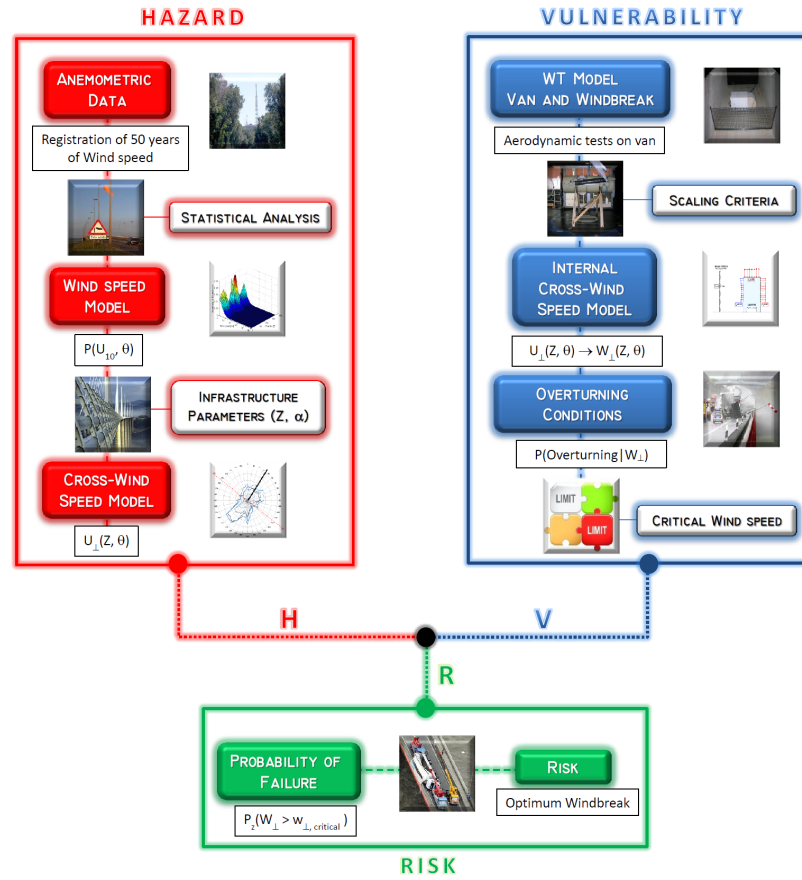 HAZARD
ANEMOMETRIC
DATA
Registration of 50 years
of Wind speed
STATISTICAL ANALYSIS
WIND SPEED
MODEL
P(U10, θ)
INFRASTRUCTURE
PARAMETERS (Z, α)
CROSS-WIND
SPEED MODEL
U⊥(Z, θ)
VULNERABILITY
WT MODEL
VAN AND WINDBREAK
Aerodynamic tests on van
SCALING CRITERIA
INTERNAL
CROSS-WIND
SPEED MODEL
U⊥(Z, θ) → W⊥(Z, θ)
OVERTURNING
CONDITIONS
P(Overturning|W⊥)
LIMIT
LIMIT
CRITICAL WIND SPEED
H
V
R
PROBABILITY OF
FAILURE
Pz(W⊥ > w⊥, critical )
RISK
Optimum Windbreak
RISK